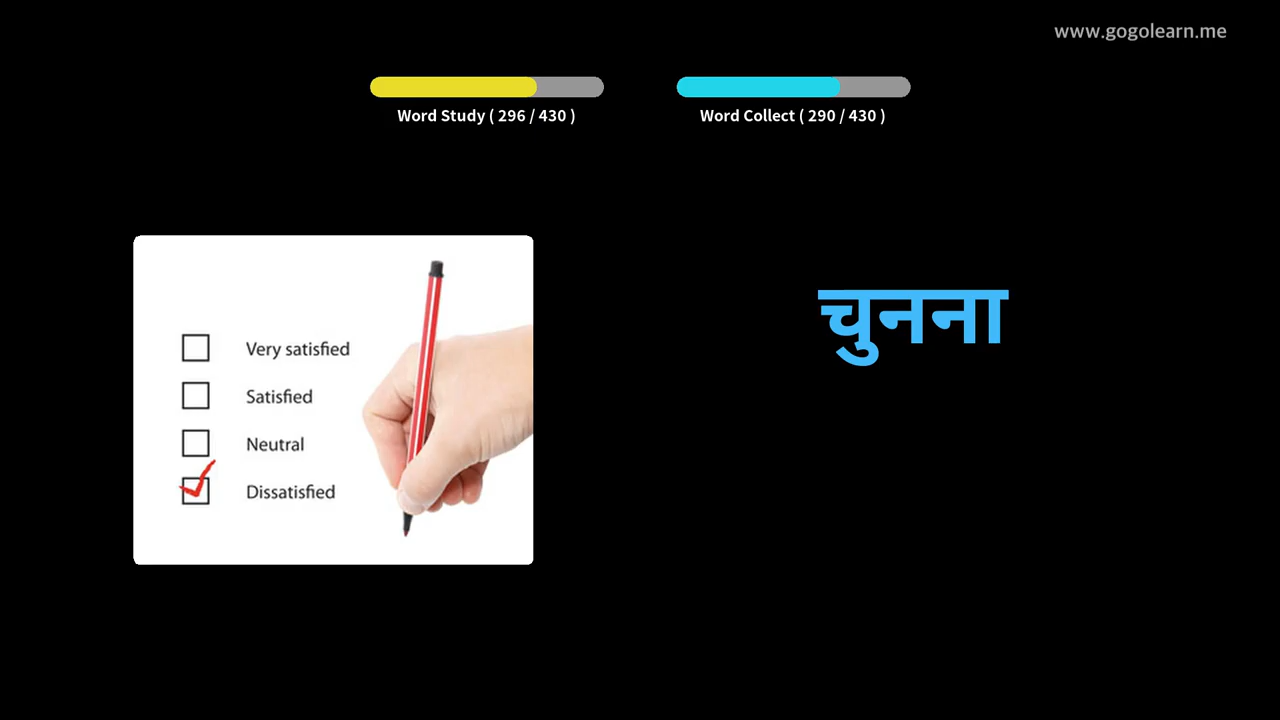 www.gogolearn.me
Word Study ( 296 / 430 )
Word Collect ( 290 / 430 )
Very satisfied
Satisfied
Neutral
Dissatisfied
चुनना